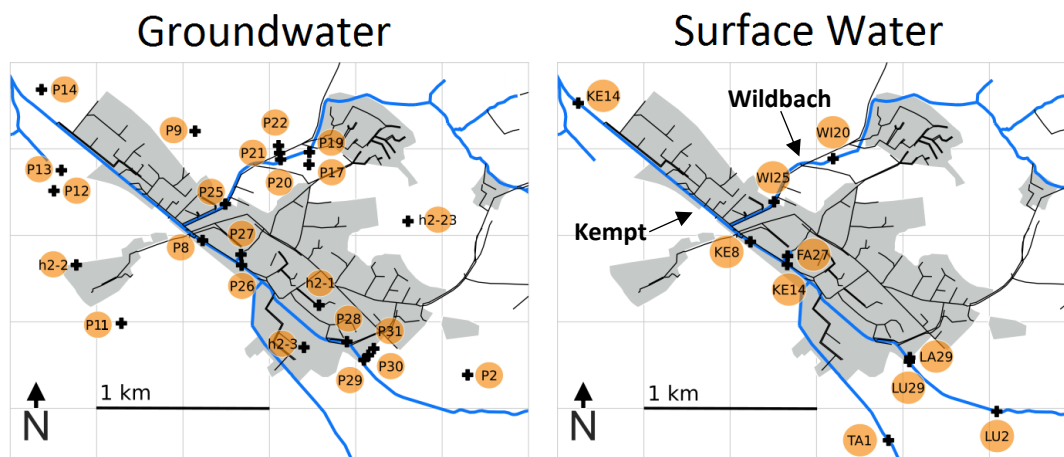 Groundwater
Surface Water
P14
P9
P22
P19
P21
P20
P17
P13
P12
P25
h2-23
P27
P8
h2-2
P26
h2-1
P11
P28
P31
h2-3
P30
P29
P2
1 km
N
KE14
Wildbach
WI20
WI25
Kempt
KE8
FA27
KE14
LA29
LU29
TA1
LU2
1 km
N